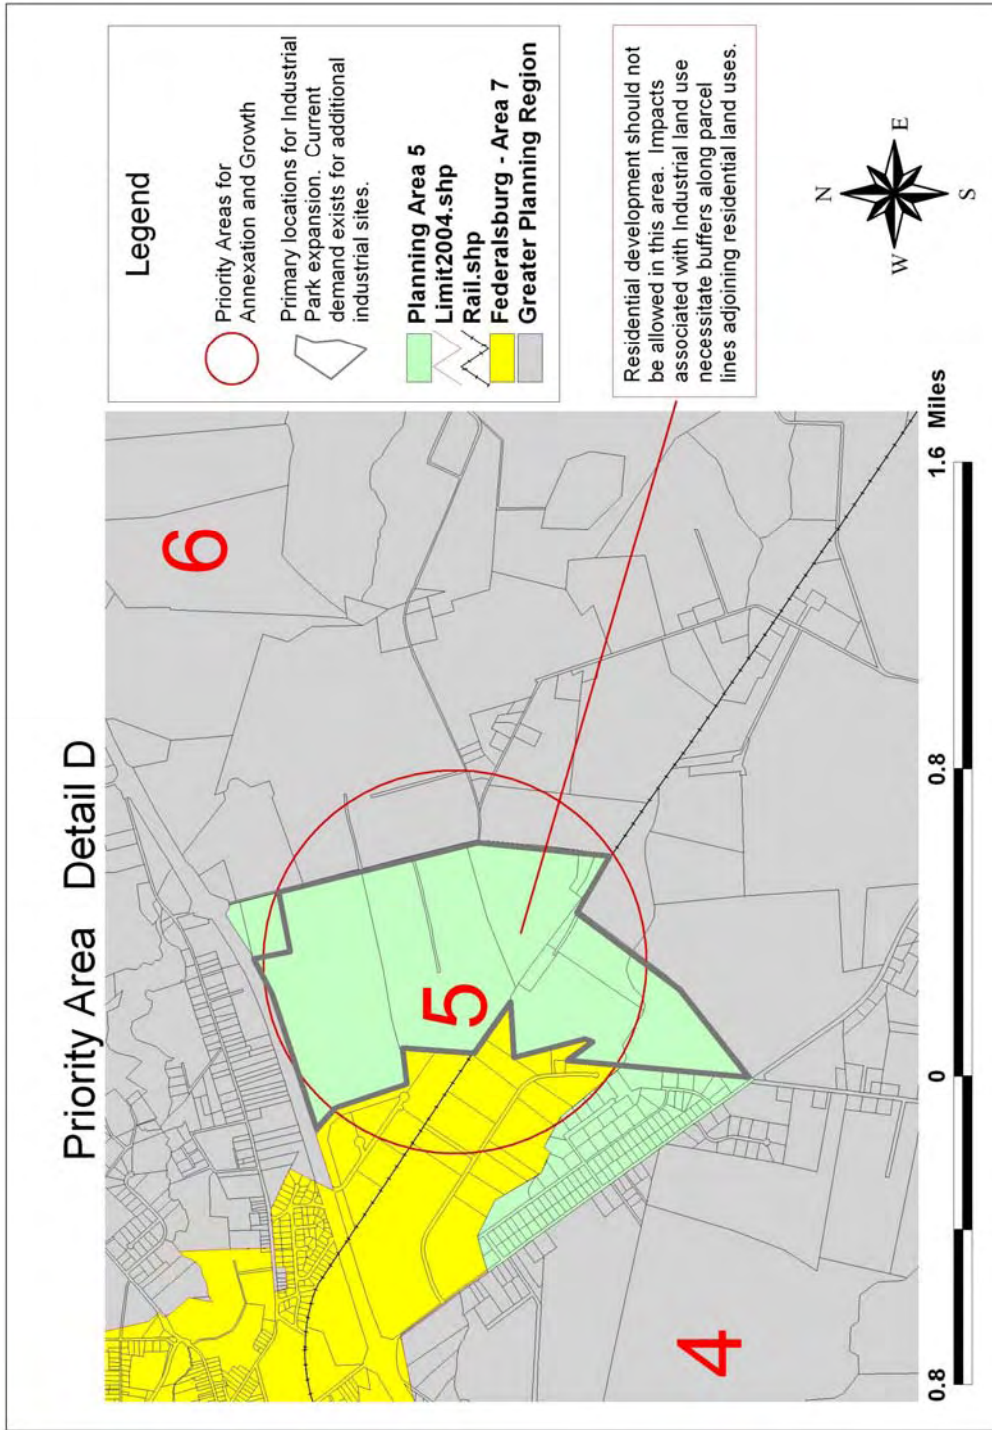 Priority Area Detail D
6
5
4
Legend
Priority Areas for
Annexation and Growth
Primary locations for Industrial
Park expansion. Current
demand exists for additional
industrial sites.
Planning Area 5
Limit2004.shp
Rail.shp
Federalsburg - Area 7
Greater Planning Region
Residential development should not
be allowed in this area. Impacts
associated with Industrial land use
necessitate buffers along parcel
lines adjoining residential land uses.
N
W
E
S
0.8
0
0.8
1.6 Miles